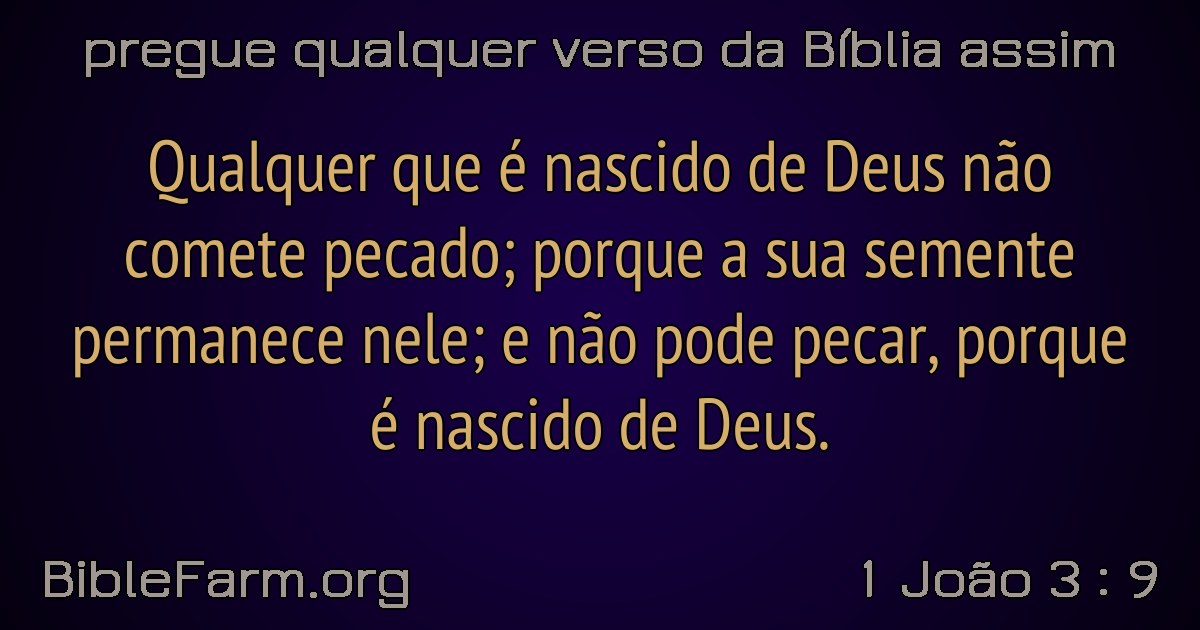 pregue qualquer verso da Bíblia assim
Qualquer que é nascido de Deus não
comete pecado; porque a sua semente
permanece nele; e não pode pecar, porque
é nascido de Deus.
BibleFarm.org
1 João 3 : 9